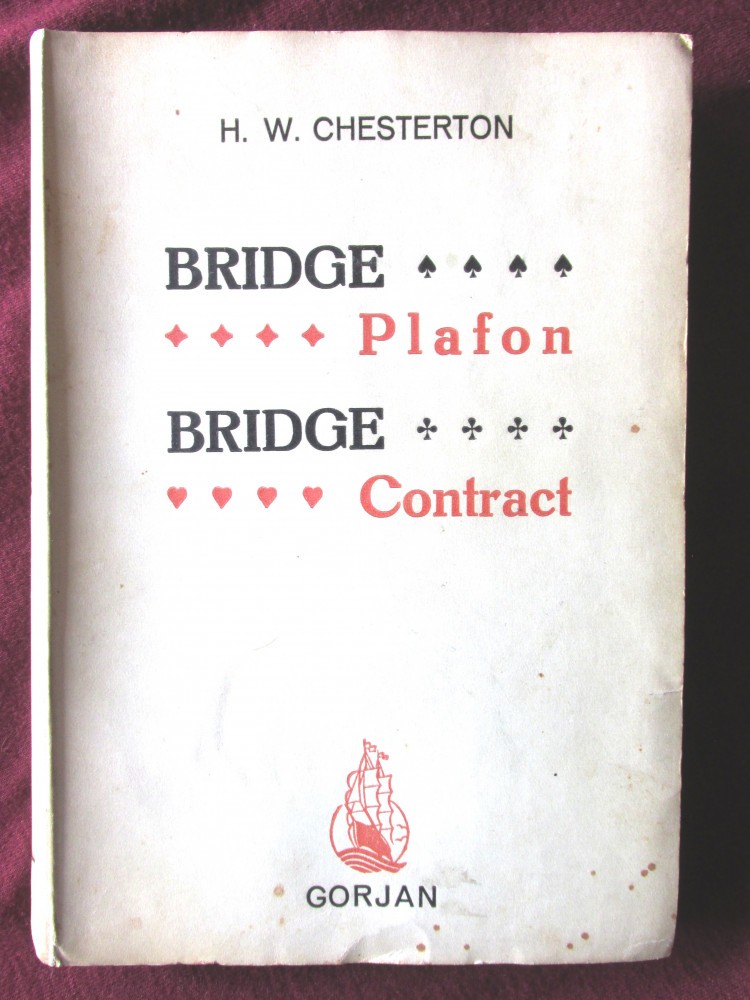 H. W. CHESTERTON
BRIDGE ♠ ♠ ♠ ♠
♦ ♦ ♦ ♦ Plafon
BRIDGE ♣ ♣ ♣ ♣
♥ ♥ ♥ ♥ Contract
GORJAN